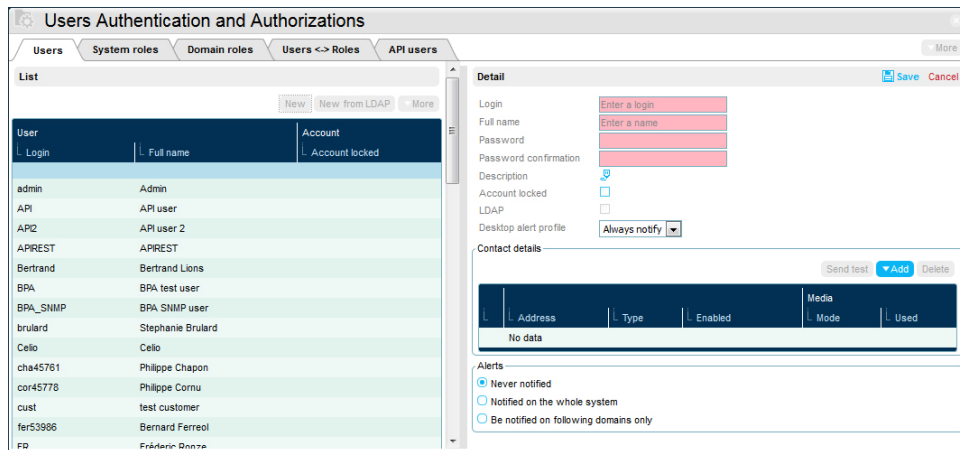 Users Authentication and Authorizations
Users System roles Domain roles Users <-> Roles API users More
List
New New from LDAP More
User Account
Login Full name Account locked
admin Admin
API API user
API2 API user 2
APIREST APIREST
Bertrand Bertrand Lions
BPA BPA test user
BPA_SNMP BPA SNMP user
brulard Stephanie Brulard
Celio Celio
cha45761 Philippe Chapon
cor45778 Philippe Cornu
cust test customer
fer53986 Bernard Ferreol
FR Fréderic Ronze
Detail Save Cancel
Login Enter a login
Full name Enter a name
Password
Password confirmation
Description
Account locked
LDAP
Desktop alert profile Always notify
Contact details
Send test Add Delete
Media
Address Type Enabled Mode Used
No data
Alerts
Never notified
Notified on the whole system
Be notified on following domains only